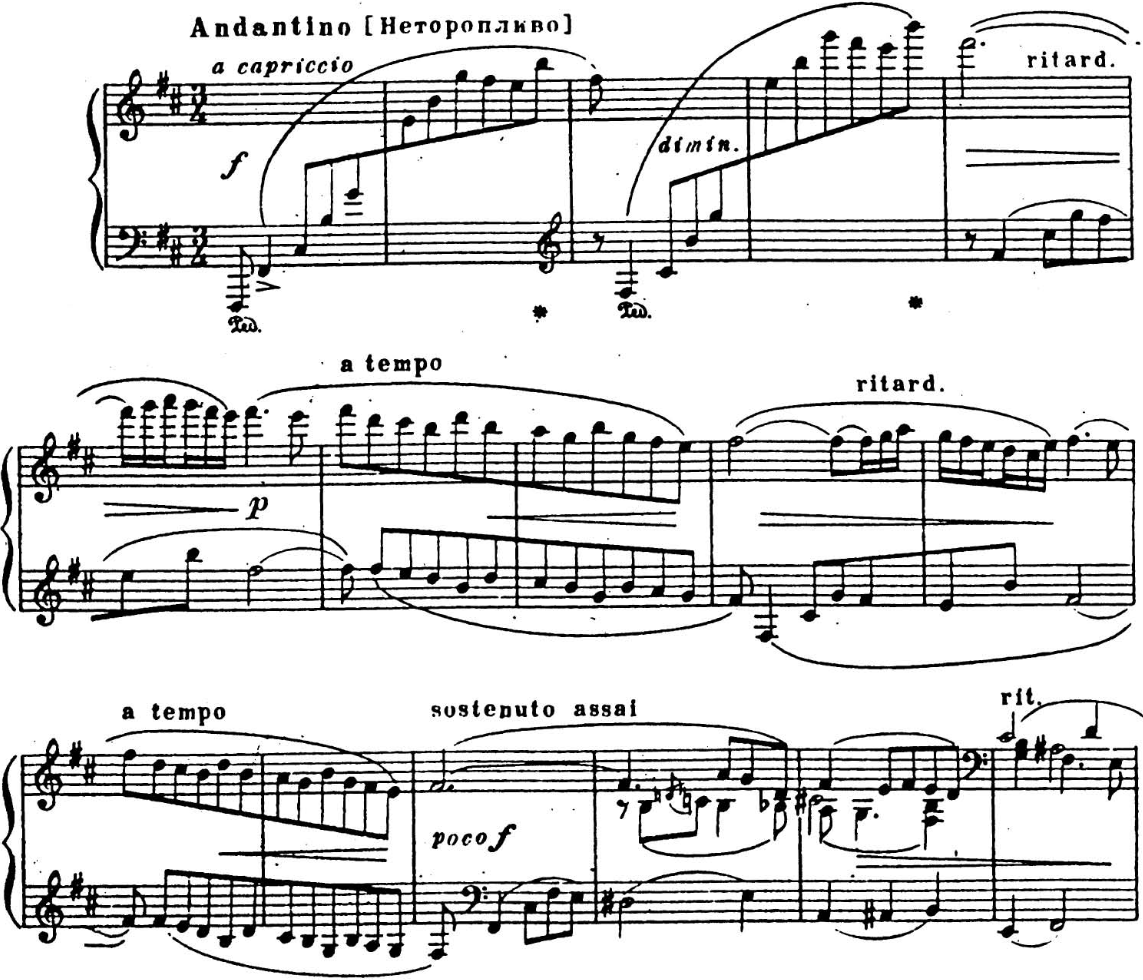 Andantino [Неторопливо]
a capriccio
ritard.
f
dimin.
Ped. * Ped. *
a tempo
ritard.
p
a tempo
sostenuto assai
rit.
poco f